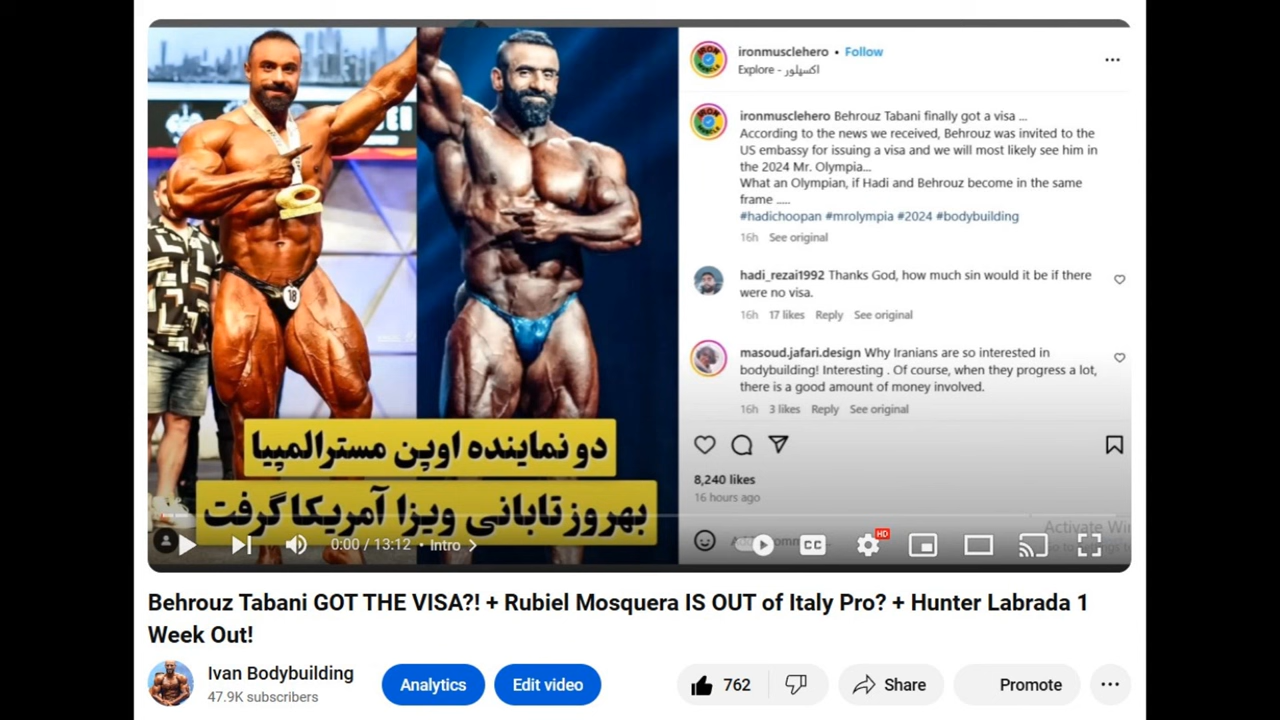 ironmusclehero • Follow
Explore - اکسپلور
ironmusclehero Behrouz Tabani finally got a visa ...
According to the news we received, Behrouz was invited to the
US embassy for issuing a visa and we will most likely see him in
the 2024 Mr. Olympia...
What an Olympian, if Hadi and Behrouz become in the same
frame .....
#hadichoopan #mrolympia #2024 #bodybuilding
16h See original
hadi_rezai1992 Thanks God, how much sin would it be if there
were no visa.
16h 17 likes Reply See original
masoud.jafari.design Why Iranians are so interested in
bodybuilding! Interesting . Of course, when they progress a lot,
there is a good amount of money involved.
16h 3 likes Reply See original
8,240 likes
16 hours ago
18
دو نماینده اوپن مسترالمپیا
بهروز تابانی ویزا آمریکا گرفت
0:00 / 13:12 • Intro
CC
HD
Activate Wi
Behrouz Tabani GOT THE VISA?! + Rubiel Mosquera IS OUT of Italy Pro? + Hunter Labrada 1
Week Out!
Ivan Bodybuilding
47.9K subscribers
Analytics
Edit video
762
Share
Promote